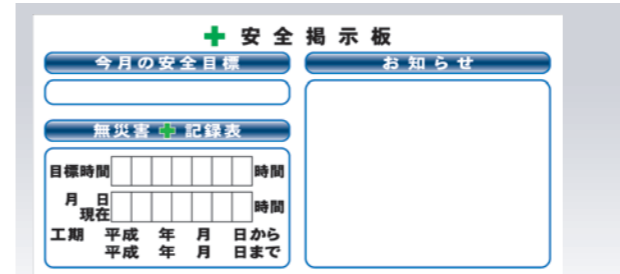 安全掲示板
今月の安全目標
無災害 記録表
目標時間 時間
月 日
現在 時間
工期 平成 年 月 日から
平成 年 月 日まで
お知らせ